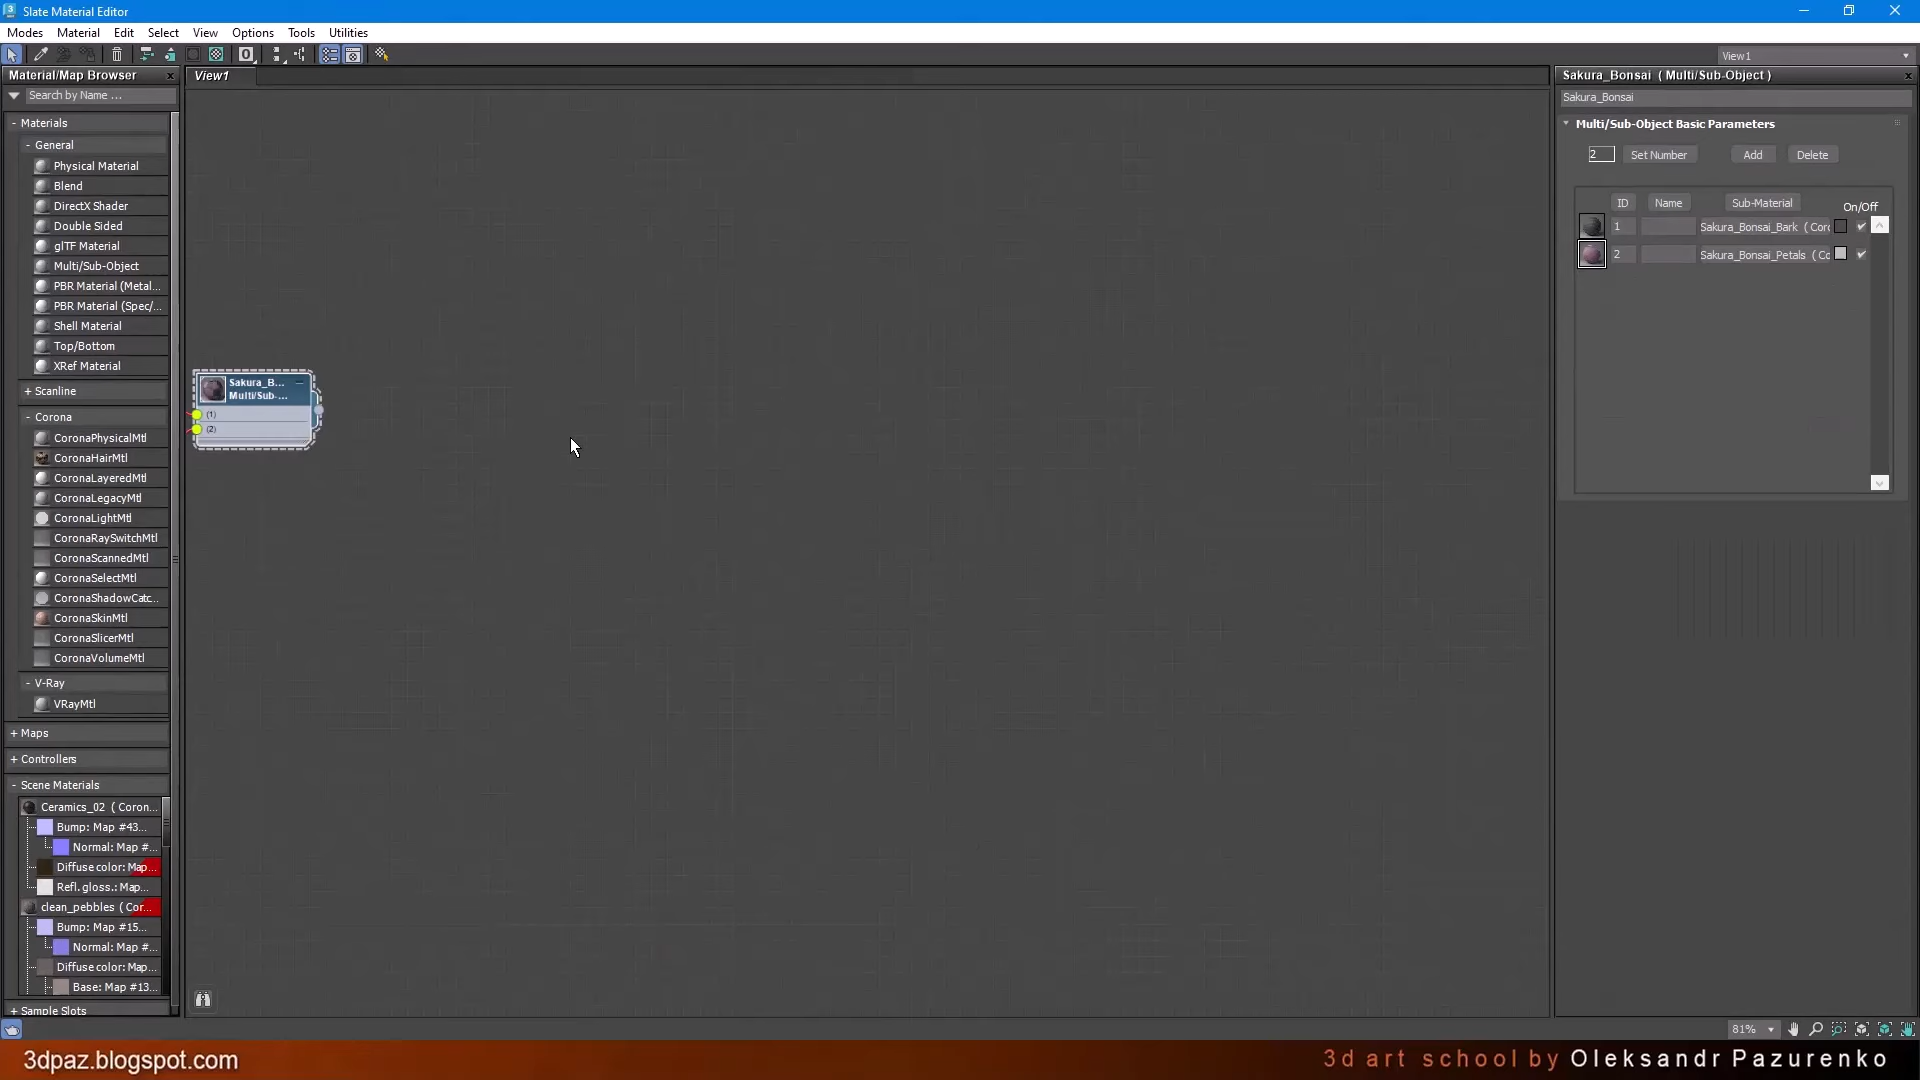 Slate Material Editor
Modes Material Edit Select View Options Tools Utilities
View1
Material/Map Browser
Search by Name ...
- Materials
- General
Physical Material
Blend
DirectX Shader
Double Sided
glTF Material
Multi/Sub-Object
PBR Material (Metal...
PBR Material (Spec/...
Shell Material
Top/Bottom
XRef Material
+ Scanline
- Corona
CoronaPhysicalMtl
CoronaHairMtl
CoronaLayeredMtl
CoronaLegacyMtl
CoronaLightMtl
CoronaRaySwitchMtl
CoronaScannedMtl
CoronaSelectMtl
CoronaShadowCatc...
CoronaSkinMtl
CoronaSlicerMtl
CoronaVolumeMtl
- V-Ray
VRayMtl
+ Maps
+ Controllers
- Scene Materials
Ceramics_02 ( Coron...
Bump: Map #43...
Normal: Map #...
Diffuse color: Map...
Refl. gloss.: Map...
clean_pebbles ( Cor...
Bump: Map #15...
Normal: Map #...
Diffuse color: Map...
Base: Map #13...
+ Sample Slots
View1
Sakura_B...
Multi/Sub-...
(1)
(2)
Sakura_Bonsai ( Multi/Sub-Object )
Sakura_Bonsai
Multi/Sub-Object Basic Parameters
2 Set Number Add Delete
ID Name Sub-Material On/Off
1 Sakura_Bonsai_Bark ( Cor
2 Sakura_Bonsai_Petals ( Co
81%
3dpaz.blogspot.com
3d art school by Oleksandr Pazurenko